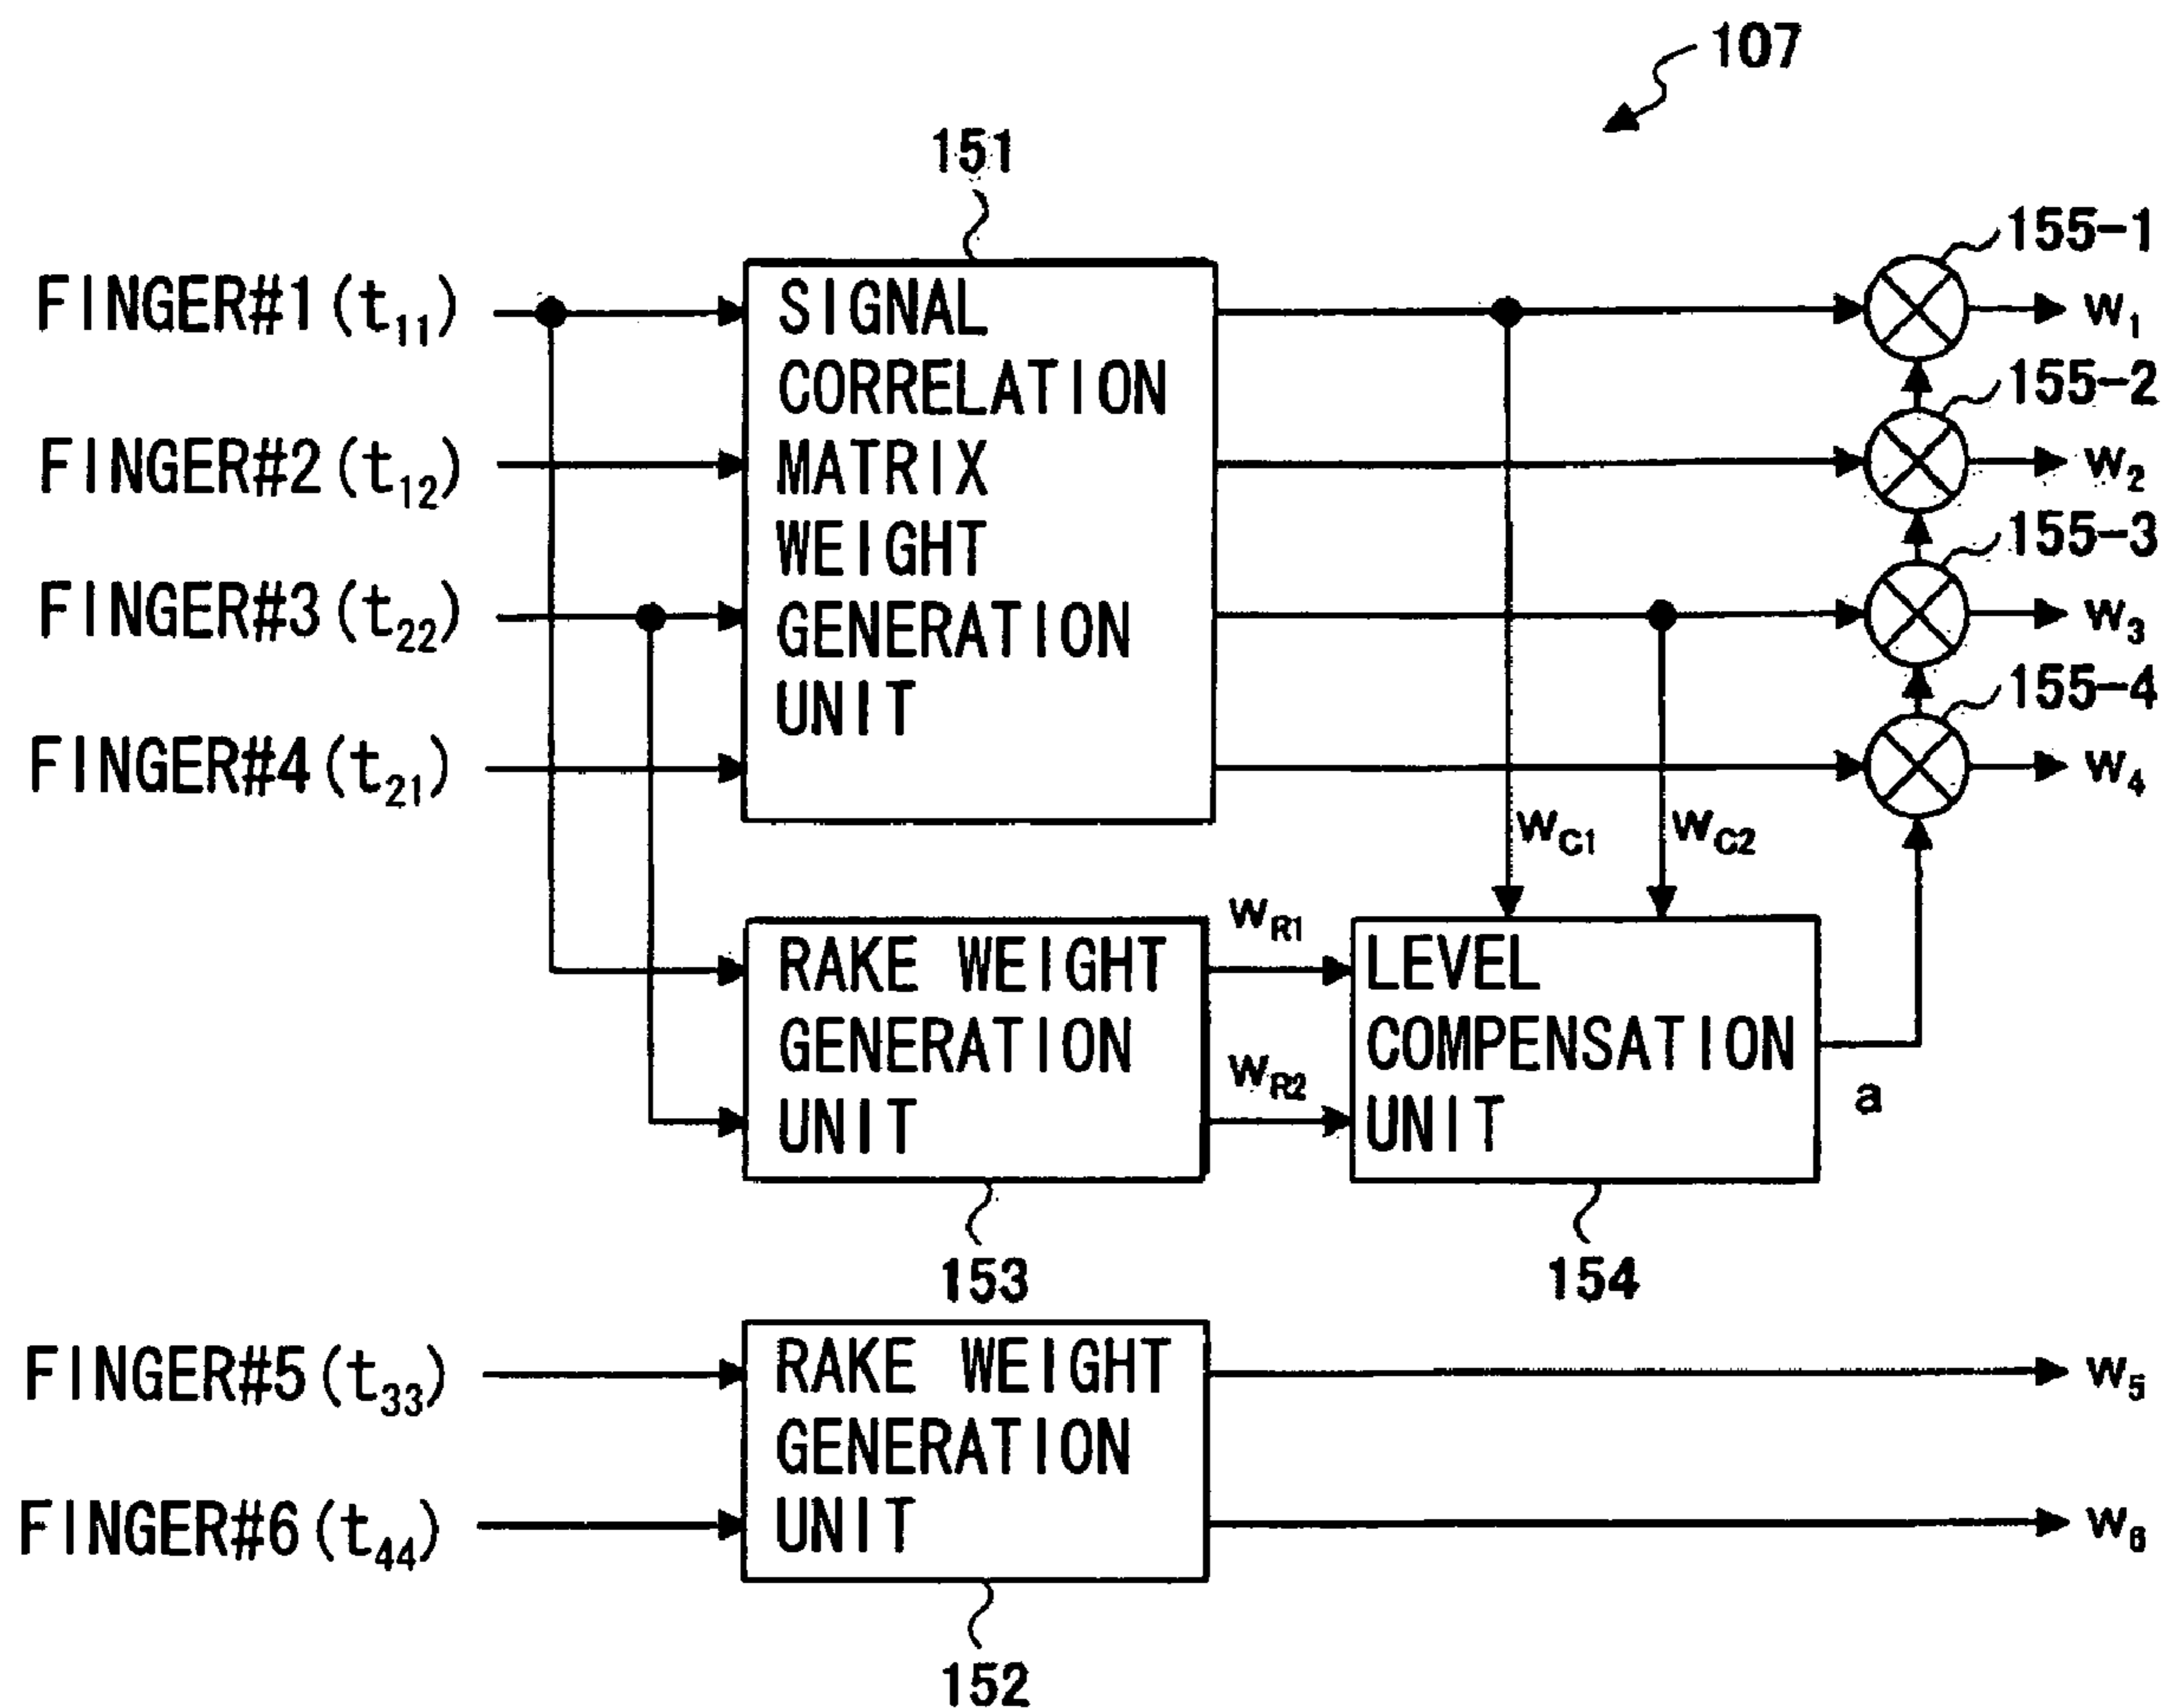 107
151
155-1
FINGER#1(t11)
SIGNAL
CORRELATION
MATRIX
WEIGHT
GENERATION
UNIT
W1
155-2
FINGER#2(t12)
W2
155-3
FINGER#3(t22)
W3
155-4
FINGER#4(t21)
W4
WC1
WC2
RAKE WEIGHT
GENERATION
UNIT
WR1
WR2
LEVEL
COMPENSATION
UNIT
a
153
154
FINGER#5(t33)
RAKE WEIGHT
GENERATION
UNIT
W5
FINGER#6(t44)
W6
152